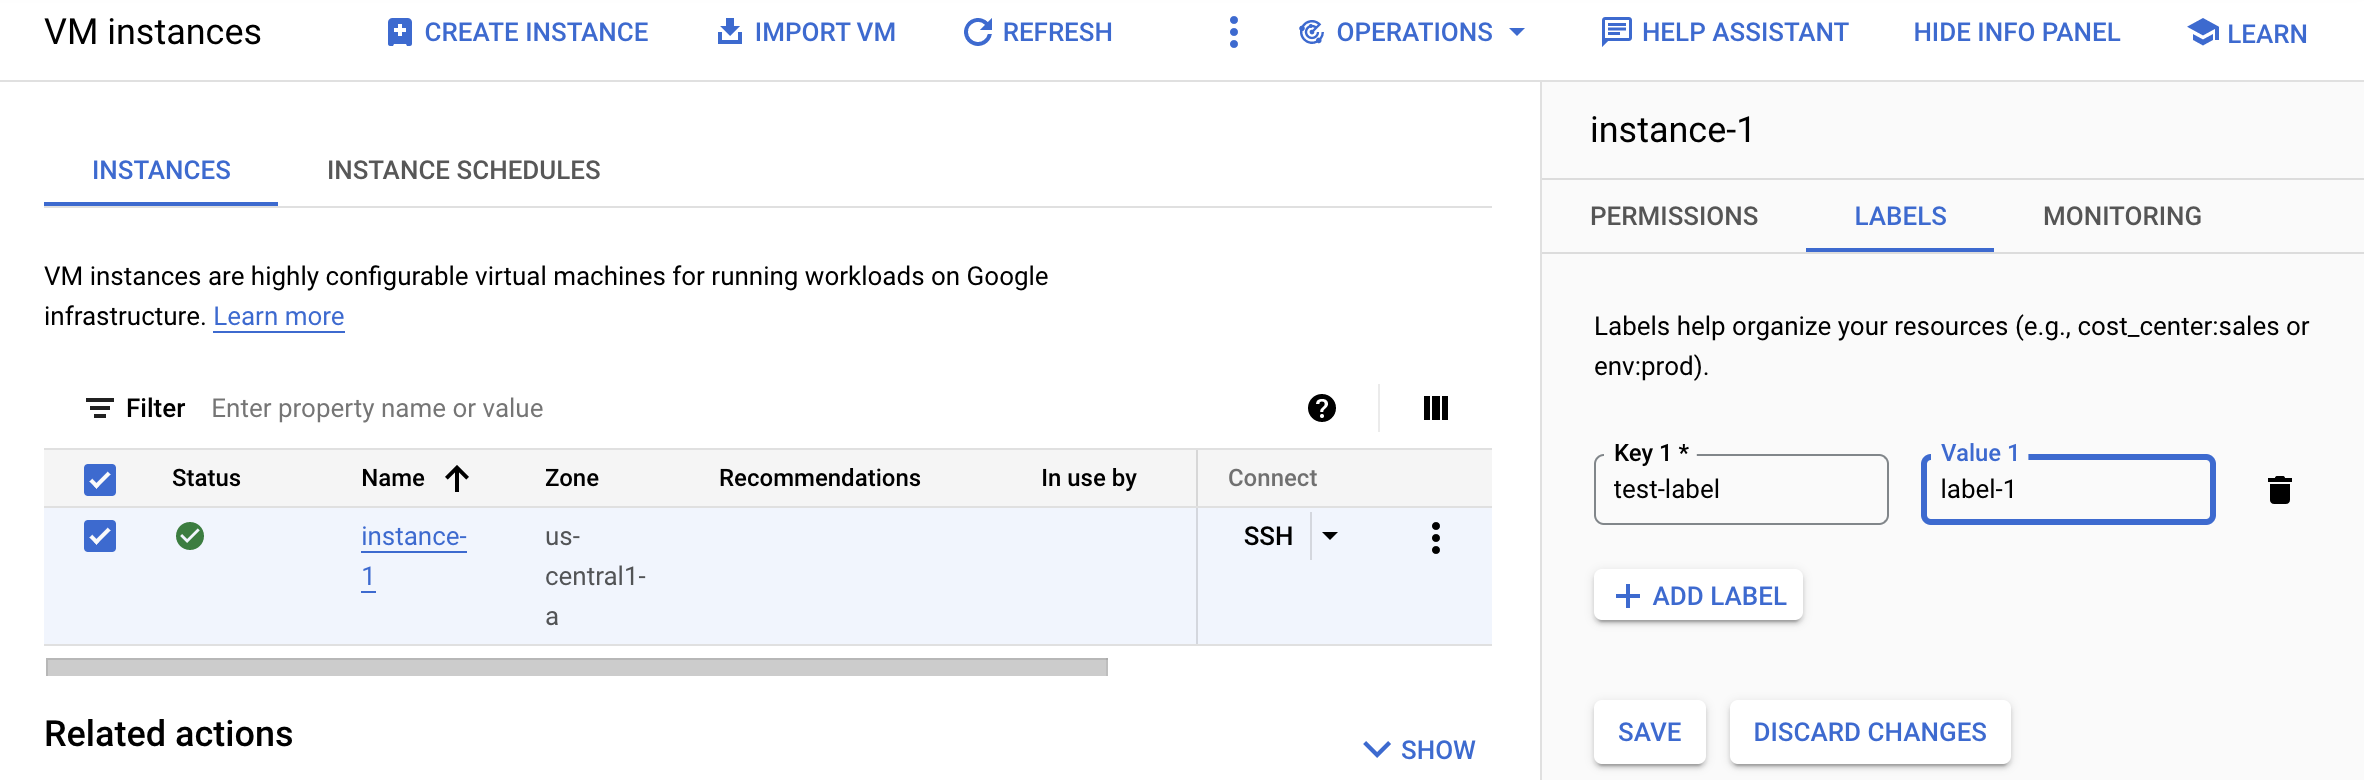 VM instances
CREATE INSTANCE
IMPORT VM
REFRESH
OPERATIONS
HELP ASSISTANT
HIDE INFO PANEL
LEARN
INSTANCES
INSTANCE SCHEDULES
VM instances are highly configurable virtual machines for running workloads on Google
infrastructure. Learn more
Filter Enter property name or value
Status Name Zone Recommendations In use by Connect
instance-
1
us-
central1-
a
SSH
Related actions
SHOW
instance-1
PERMISSIONS
LABELS
MONITORING
Labels help organize your resources (e.g., cost_center:sales or
env:prod).
Key 1 *
test-label
Value 1
label-1
ADD LABEL
SAVE
DISCARD CHANGES